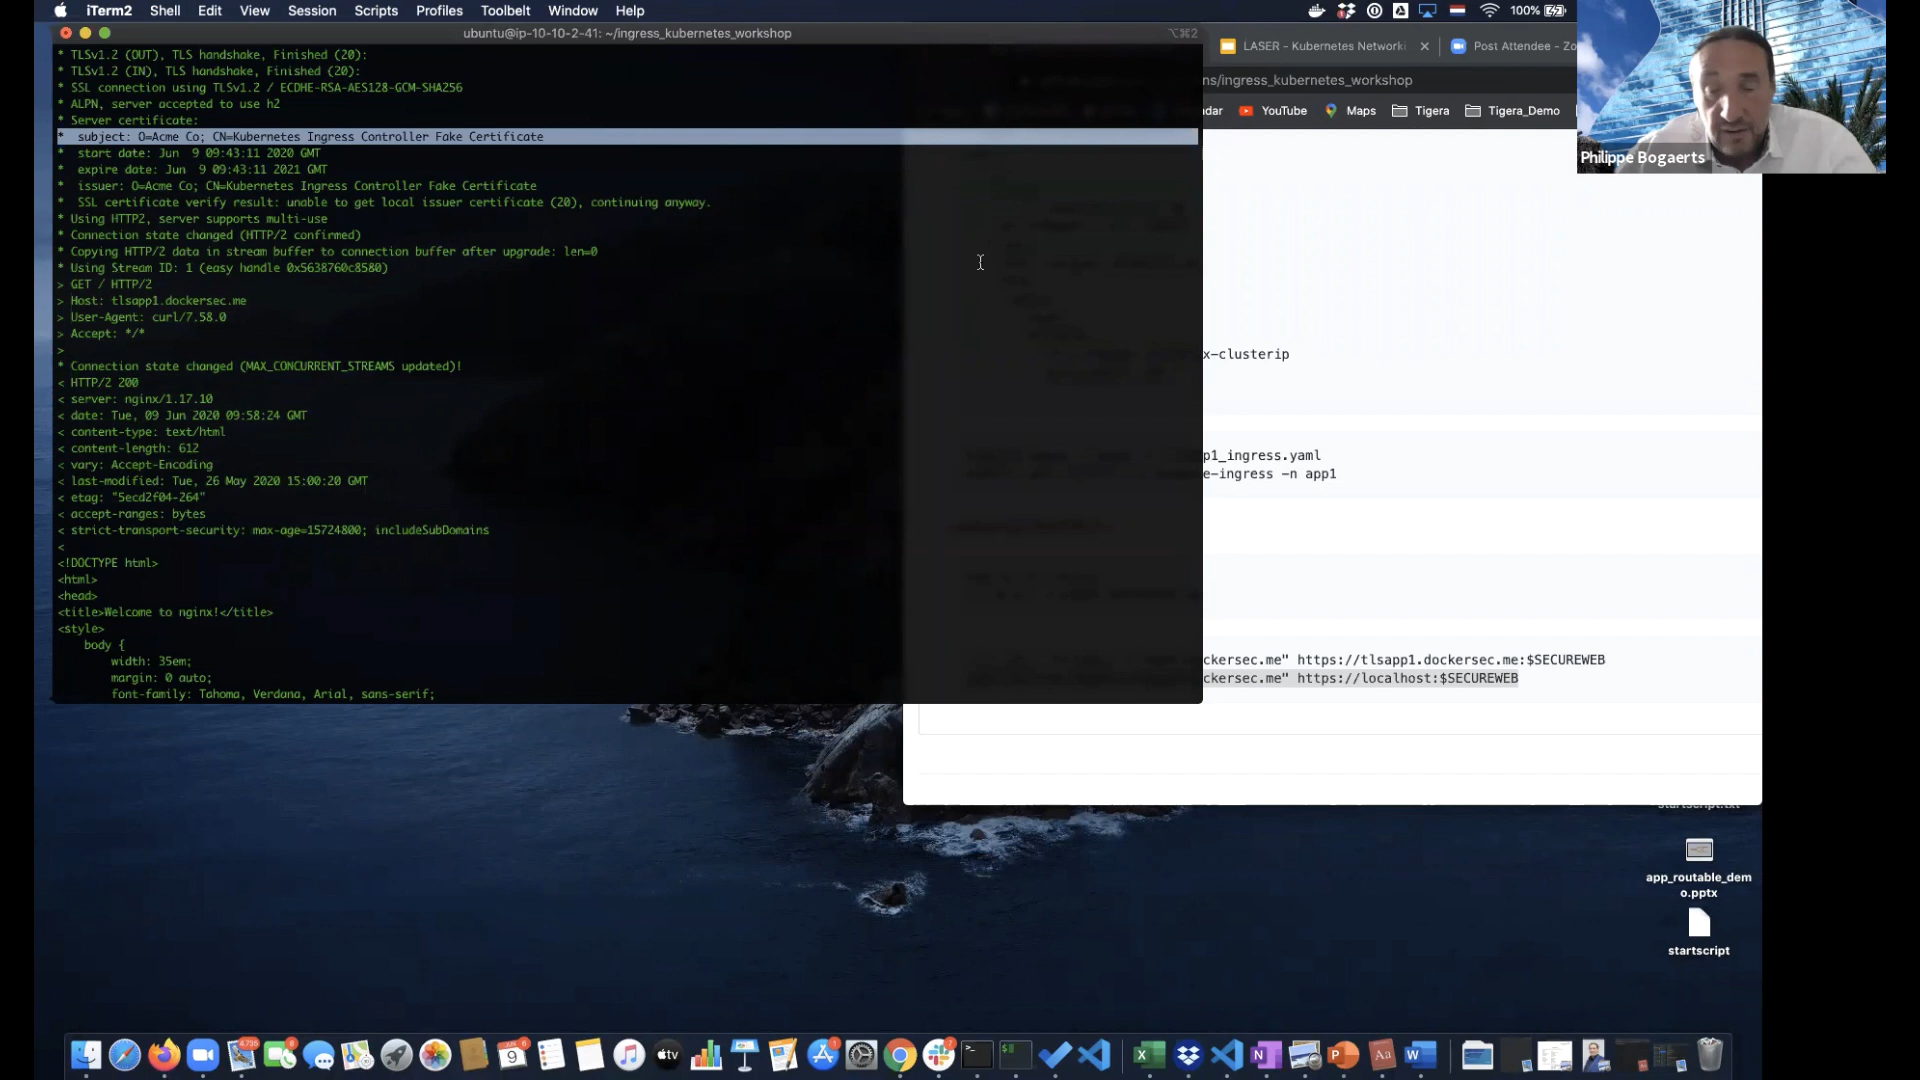 iTerm2 Shell Edit View Session Scripts Profiles Toolbelt Window Help
100%
ubuntu@ip-10-10-2-41: ~/ingress_kubernetes_workshop
⌥⌘2
* TLSv1.2 (OUT), TLS handshake, Finished (20):
* TLSv1.2 (IN), TLS handshake, Finished (20):
* SSL connection using TLSv1.2 / ECDHE-RSA-AES128-GCM-SHA256
* ALPN, server accepted to use h2
* Server certificate:
*  subject: O=Acme Co; CN=Kubernetes Ingress Controller Fake Certificate
*  start date: Jun  9 09:43:11 2020 GMT
*  expire date: Jun  9 09:43:11 2021 GMT
*  issuer: O=Acme Co; CN=Kubernetes Ingress Controller Fake Certificate
*  SSL certificate verify result: unable to get local issuer certificate (20), continuing anyway.
* Using HTTP2, server supports multi-use
* Connection state changed (HTTP/2 confirmed)
* Copying HTTP/2 data in stream buffer to connection buffer after upgrade: len=0
* Using Stream ID: 1 (easy handle 0x5638760c8580)
> GET / HTTP/2
> Host: tlsapp1.dockersec.me
> User-Agent: curl/7.58.0
> Accept: */*
>
* Connection state changed (MAX_CONCURRENT_STREAMS updated)!
< HTTP/2 200
< server: nginx/1.17.10
< date: Tue, 09 Jun 2020 09:58:24 GMT
< content-type: text/html
< content-length: 612
< vary: Accept-Encoding
< last-modified: Tue, 26 May 2020 15:00:20 GMT
< etag: "5ecd2f04-264"
< accept-ranges: bytes
< strict-transport-security: max-age=15724800; includeSubDomains
<
<!DOCTYPE html>
<html>
<head>
<title>Welcome to nginx!</title>
<style>
body {
width: 35em;
margin: 0 auto;
font-family: Tahoma, Verdana, Arial, sans-serif;
LASER - Kubernetes Networki
Post Attendee - Zo
ns/ingress_kubernetes_workshop
ndar YouTube Maps Tigera Tigera_Demo
Philippe Bogaerts
x-clusterip
p1_ingress.yaml
e-ingress -n app1
ckersec.me" https://tlsapp1.dockersec.me:$SECUREWEB
ckersec.me" https://localhost:$SECUREWEB
startscript.txt
app_routable_dem
o.pptx
startscript